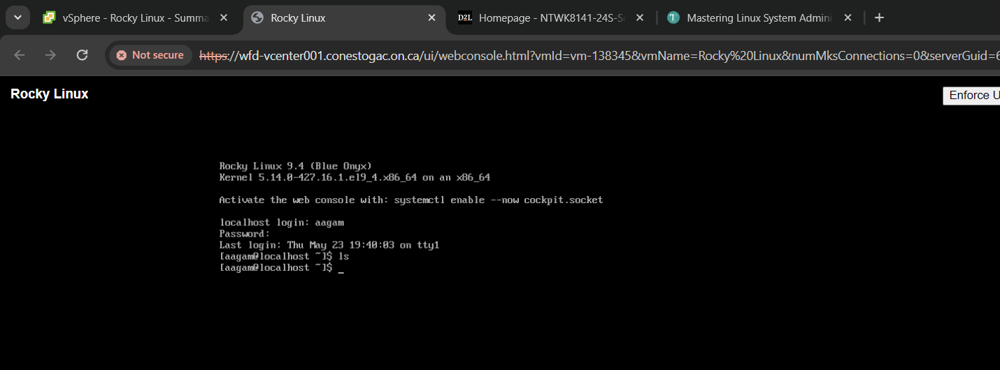 vSphere - Rocky Linux - Summa
Rocky Linux
D2L
Homepage - NTWK8141-24S-S
Mastering Linux System Admini
Not secure
https://wfd-vcenter001.conestogac.on.ca/ui/webconsole.html?vmId=vm-138345&vmName=Rocky%20Linux&numMksConnections=0&serverGuid=6
Rocky Linux
Enforce U
Rocky Linux 9.4 (Blue Onyx)
Kernel 5.14.0-427.16.1.el9_4.x86_64 on an x86_64
Activate the web console with: systemctl enable --now cockpit.socket
localhost login: aagam
Password:
Last login: Thu May 23 19:40:03 on tty1
[aagam@localhost ~]$ ls
[aagam@localhost ~]$ _